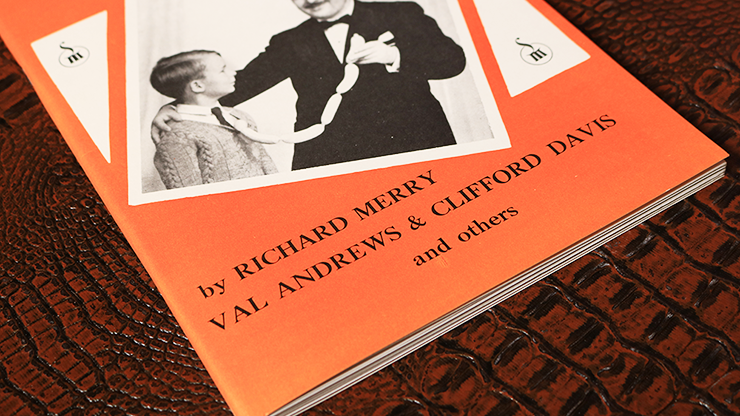 by RICHARD MERRY
VAL ANDREWS & CLIFFORD DAVIS
and others